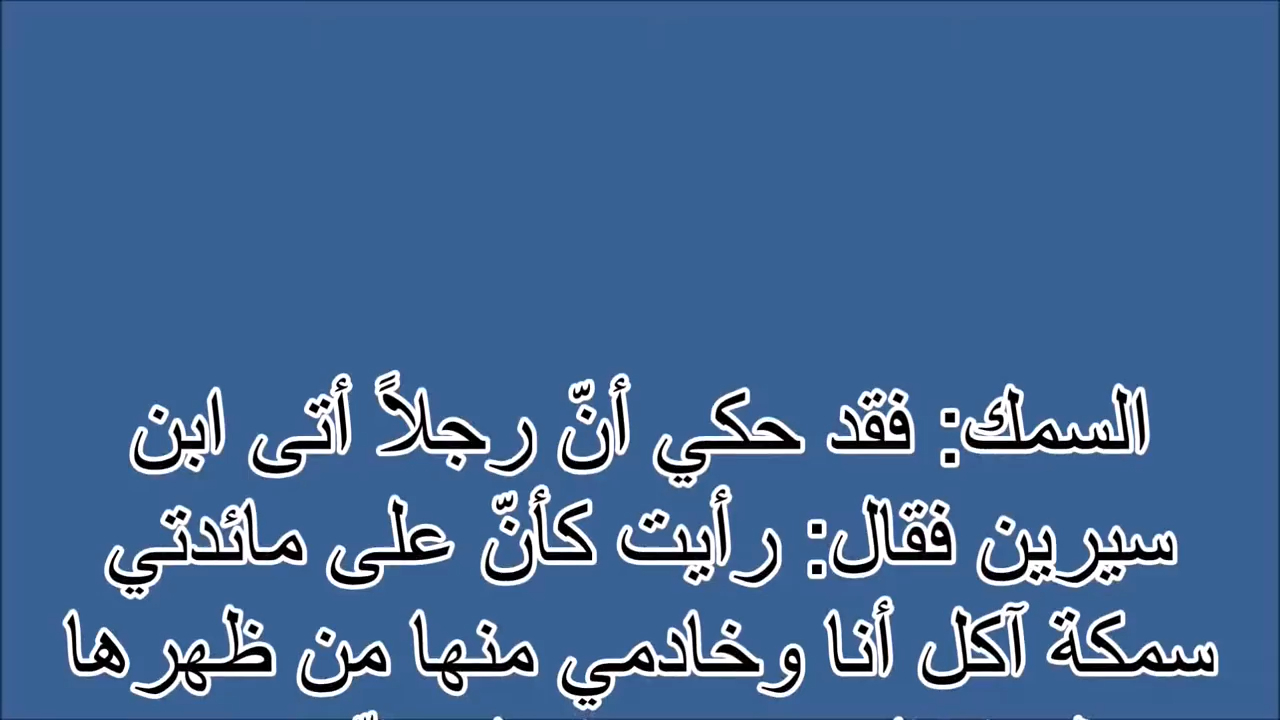 السمك: فقد حكي أنّ رجلاً أتى ابن
سيرين فقال: رأيت كأنّ على مائدتي
سمكة آكل أنا وخادمي منها من ظهرها